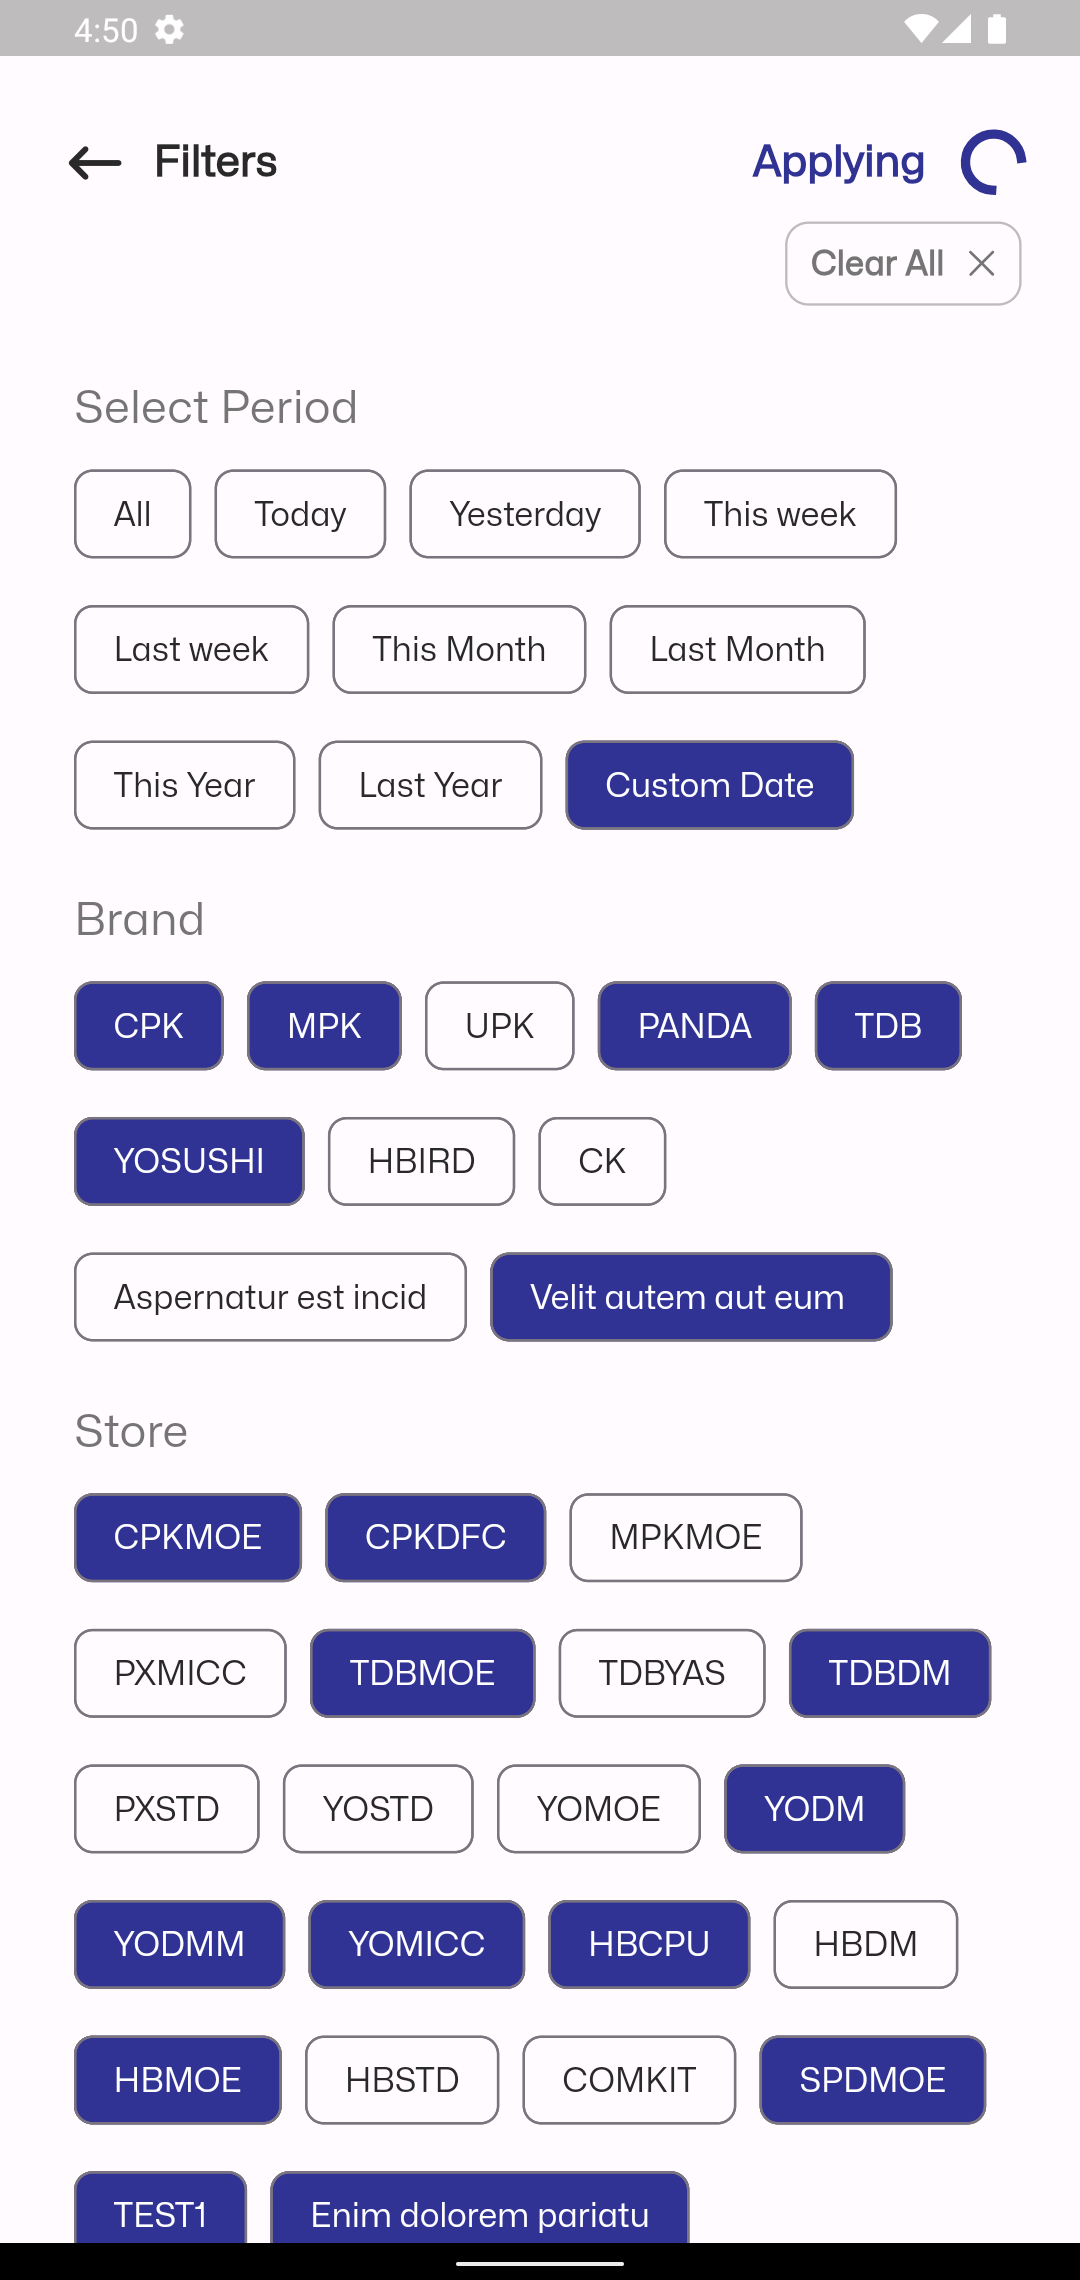 4:50
Filters Applying
Clear All
Select Period
All Today Yesterday This week
Last week This Month Last Month
This Year Last Year Custom Date
Brand
CPK MPK UPK PANDA TDB
YOSUSHI HBIRD CK
Aspernatur est incid Velit autem aut eum
Store
CPKMOE CPKDFC MPKMOE
PXMICC TDBMOE TDBYAS TDBDM
PXSTD YOSTD YOMOE YODM
YODMM YOMICC HBCPU HBDM
HBMOE HBSTD COMKIT SPDMOE
TEST1 Enim dolorem pariatu